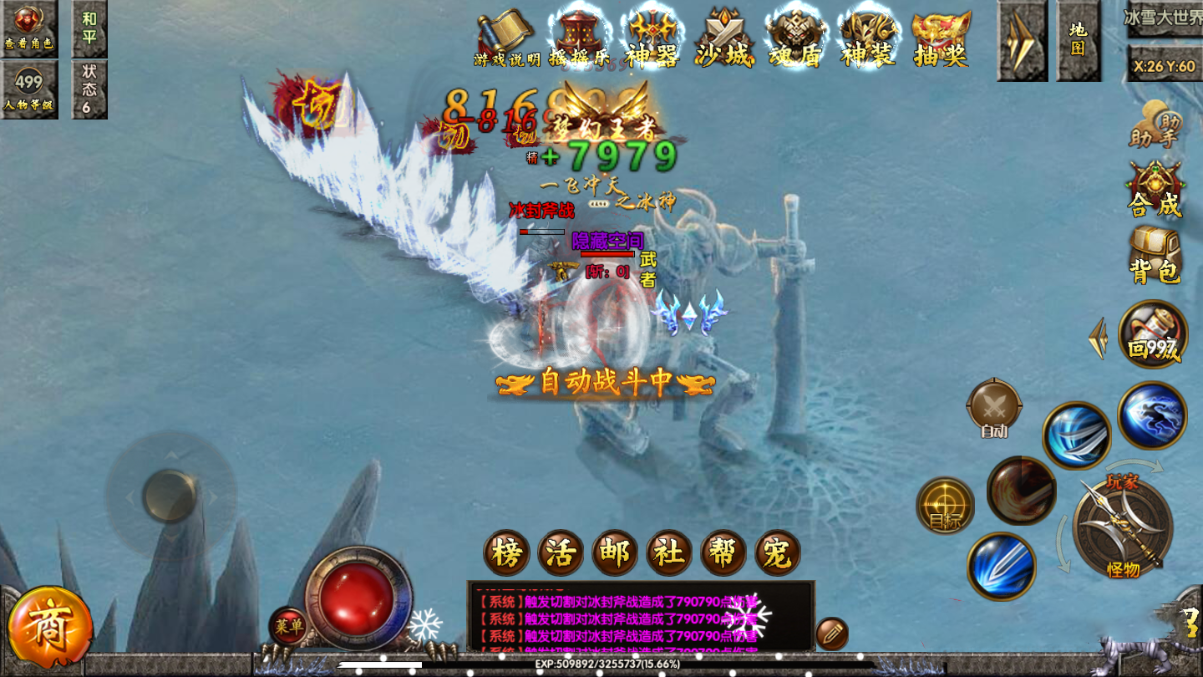 查看角色
和平
499
人物等级
状态6
游戏说明
摇摇乐
神器
沙城
魂盾
神装
抽奖
地图
冰雪大世界
X:26 Y:60
助手
合成
背包
回城
997
梦幻王者
+7979
一飞冲天
之冰神
冰封斧战
隐藏空间
[斩: 0]
武者
自动战斗中
自动
目标
玩家
怪物
榜
活
邮
社
帮
宠
【系统】触发切割对冰封斧战造成了790790点伤害
【系统】触发切割对冰封斧战造成了790790点伤害
【系统】触发切割对冰封斧战造成了790790点伤害
菜单
商
EXP:509892/3255737(15.66%)